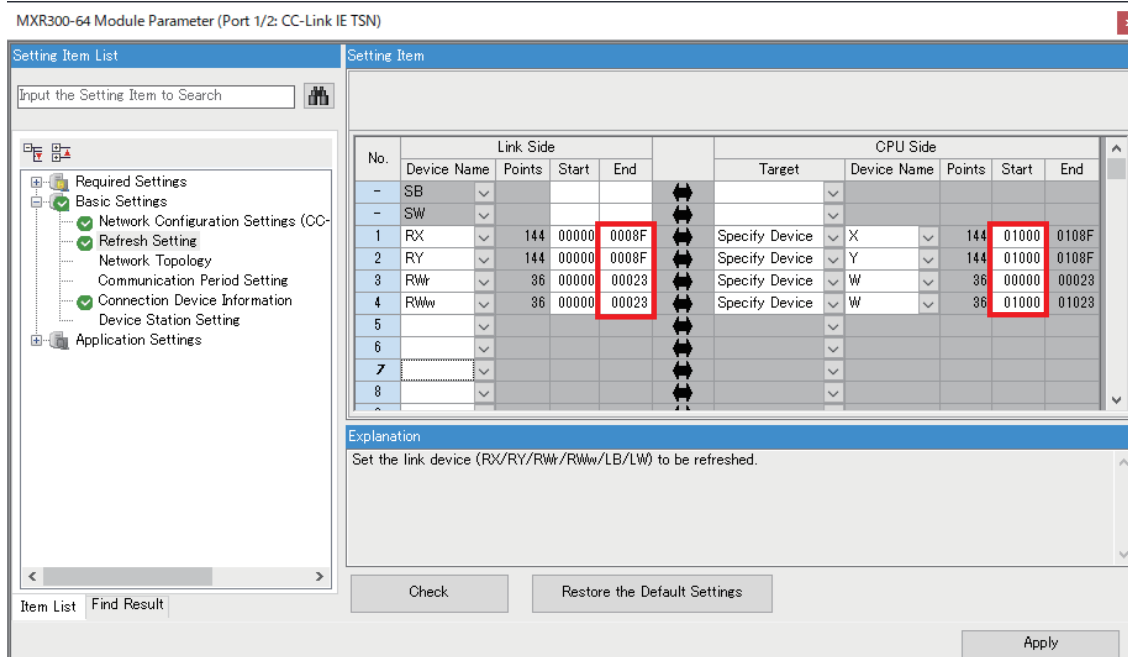 MXR300-64 Module Parameter (Port 1/2: CC-Link IE TSN)
Setting Item List
Input the Setting Item to Search
Required Settings
Basic Settings
Network Configuration Settings (CC-
Refresh Setting
Network Topology
Communication Period Setting
Connection Device Information
Device Station Setting
Application Settings
Item List Find Result
Setting Item
No. Link Side CPU Side
Device Name Points Start End Target Device Name Points Start End
- SB
- SW
1 RX 144 00000 0008F Specify Device X 144 01000 0108F
2 RY 144 00000 0008F Specify Device Y 144 01000 0108F
3 RWr 36 00000 00023 Specify Device W 36 00000 00023
4 RWw 36 00000 00023 Specify Device W 36 01000 01023
5
6
7
8
Explanation
Set the link device (RX/RY/RWr/RWw/LB/LW) to be refreshed.
Check Restore the Default Settings
Apply